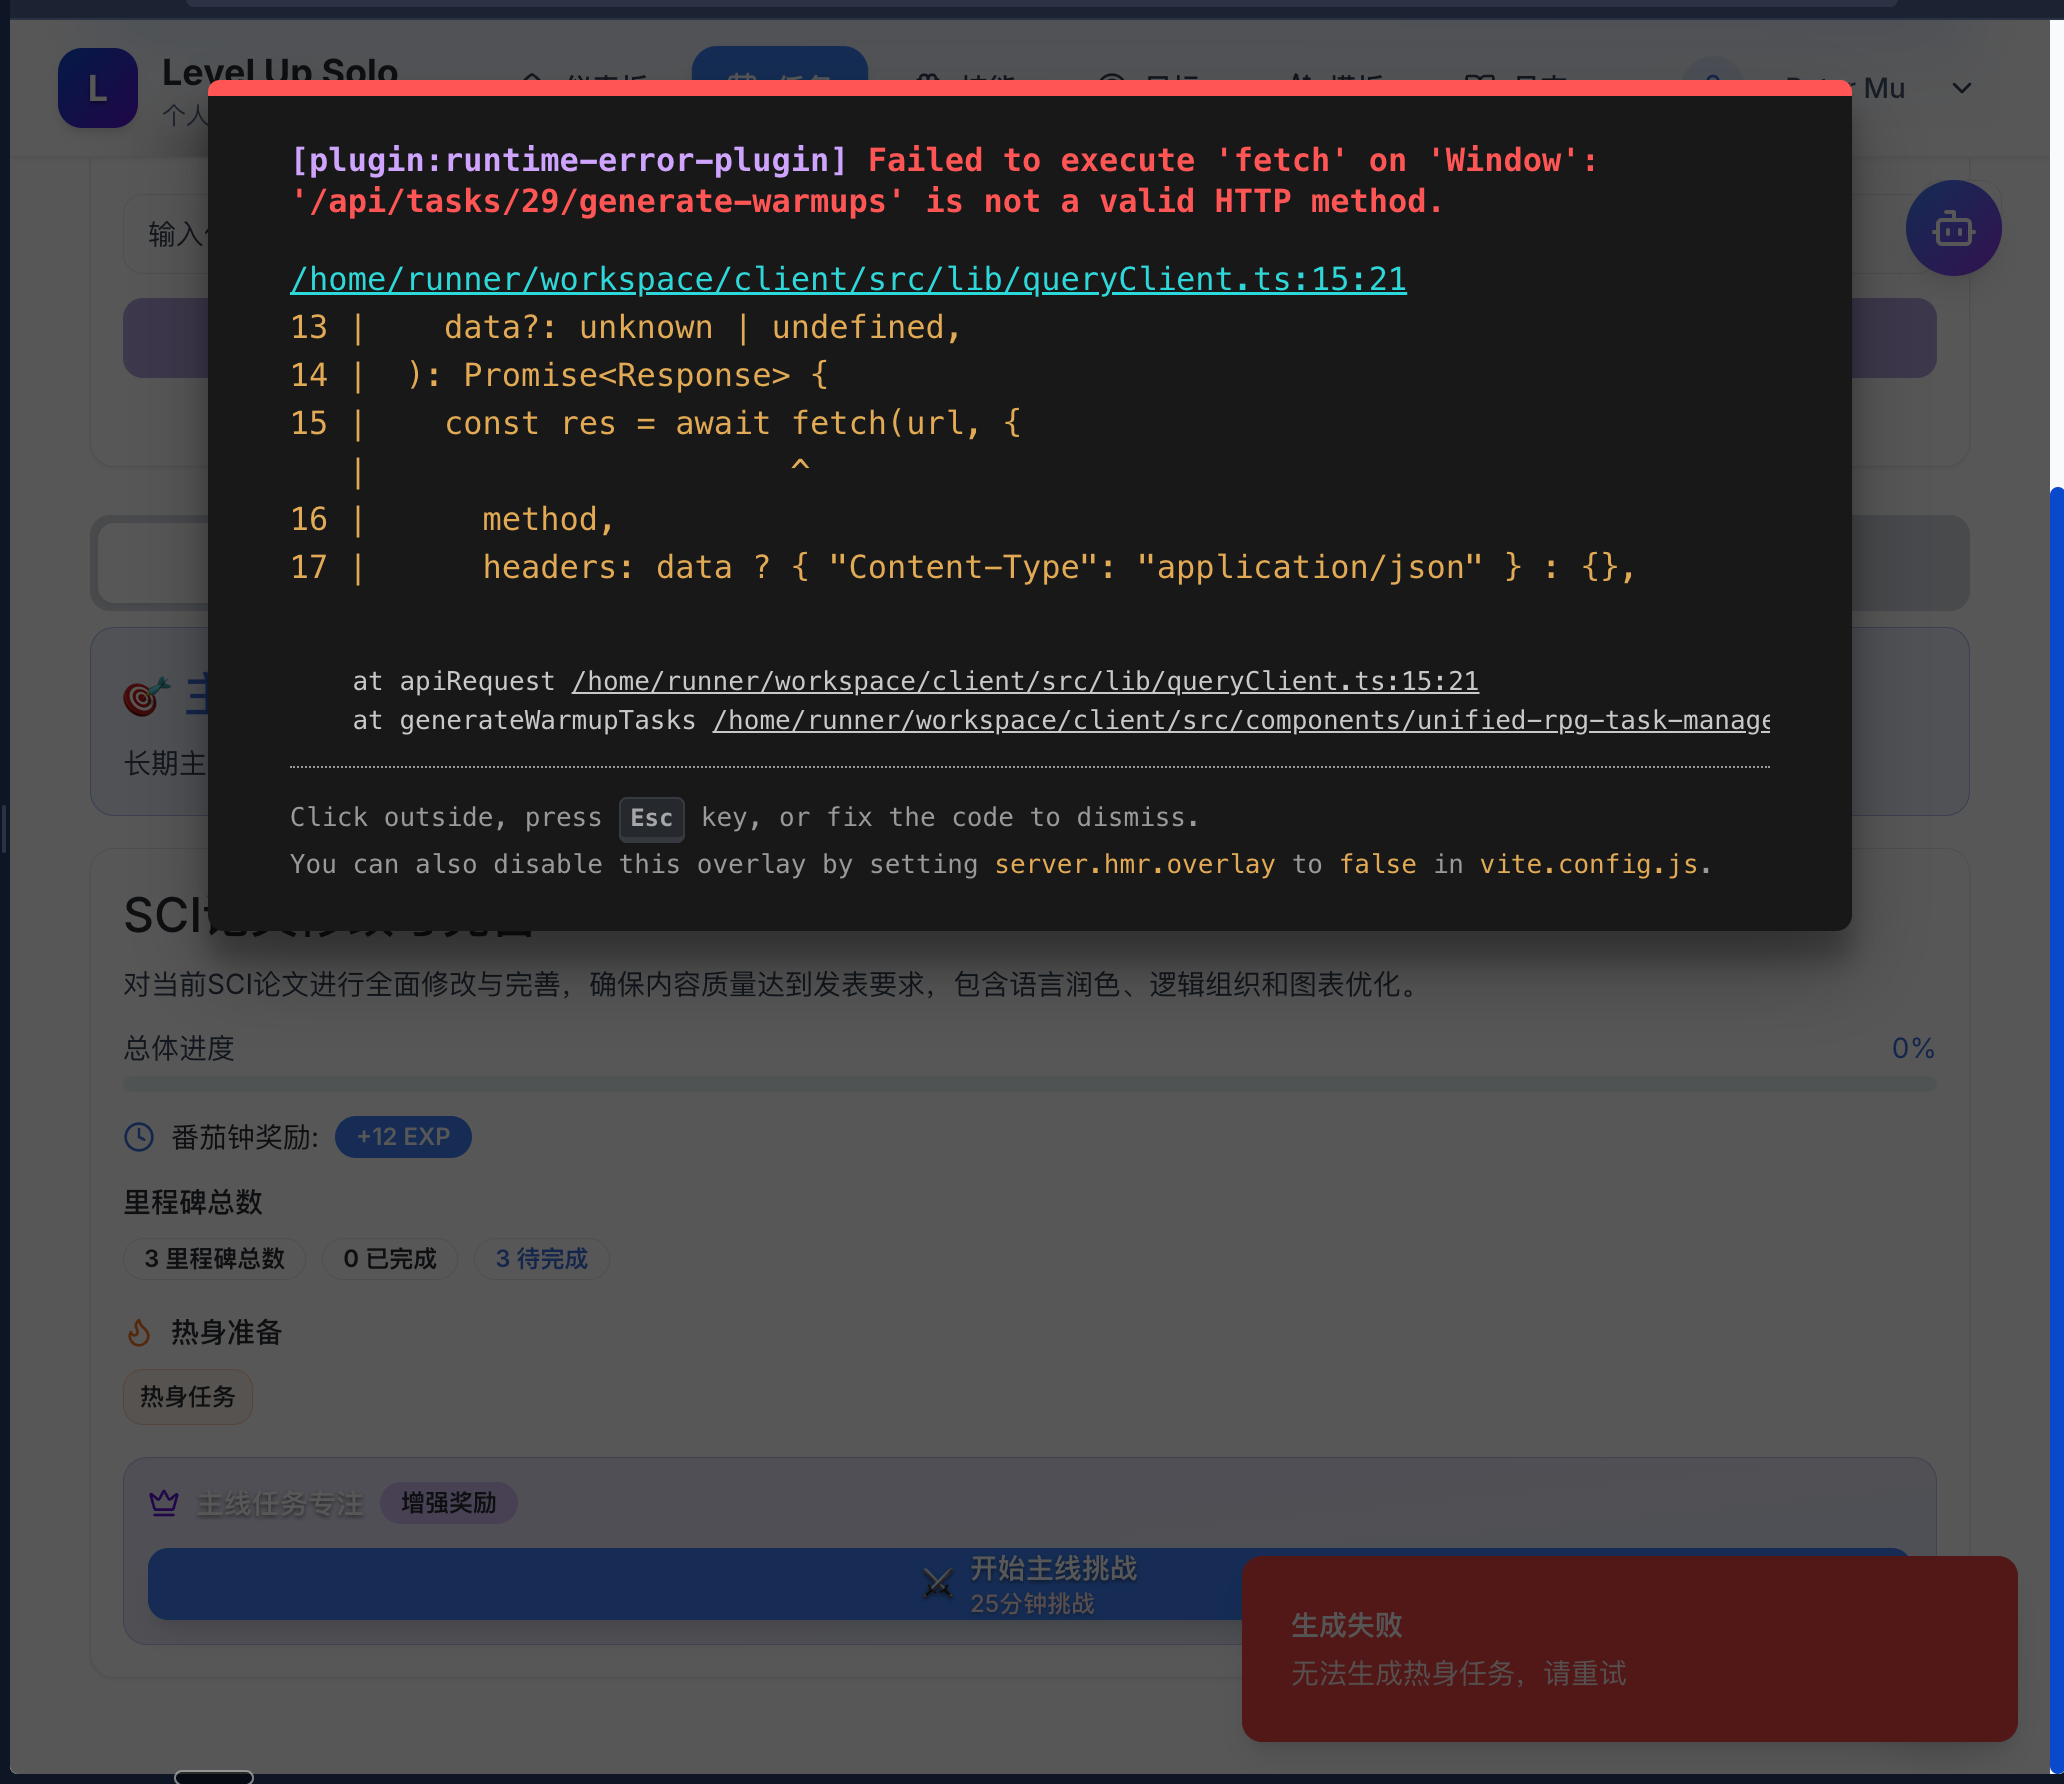 L
Level Up Solo
Mu
个人
[plugin:runtime-error-plugin] Failed to execute 'fetch' on 'Window':
'/api/tasks/29/generate-warmups' is not a valid HTTP method.
输入
/home/runner/workspace/client/src/lib/queryClient.ts:15:21
13 |    data?: unknown | undefined,
14 |  ): Promise<Response> {
15 |    const res = await fetch(url, {
|                      ^
16 |      method,
17 |      headers: data ? { "Content-Type": "application/json" } : {},
at apiRequest /home/runner/workspace/client/src/lib/queryClient.ts:15:21
at generateWarmupTasks /home/runner/workspace/client/src/components/unified-rpg-task-manage
🎯 主
长期主
Click outside, press Esc key, or fix the code to dismiss.
You can also disable this overlay by setting server.hmr.overlay to false in vite.config.js.
SCI
对当前SCI论文进行全面修改与完善，确保内容质量达到发表要求，包含语言润色、逻辑组织和图表优化。
总体进度
0%
番茄钟奖励:
+12 EXP
里程碑总数
3 里程碑总数
0 已完成
3 待完成
热身准备
热身任务
主线任务专注
增强奖励
⚔ 开始主线挑战
25分钟挑战
生成失败
无法生成热身任务，请重试